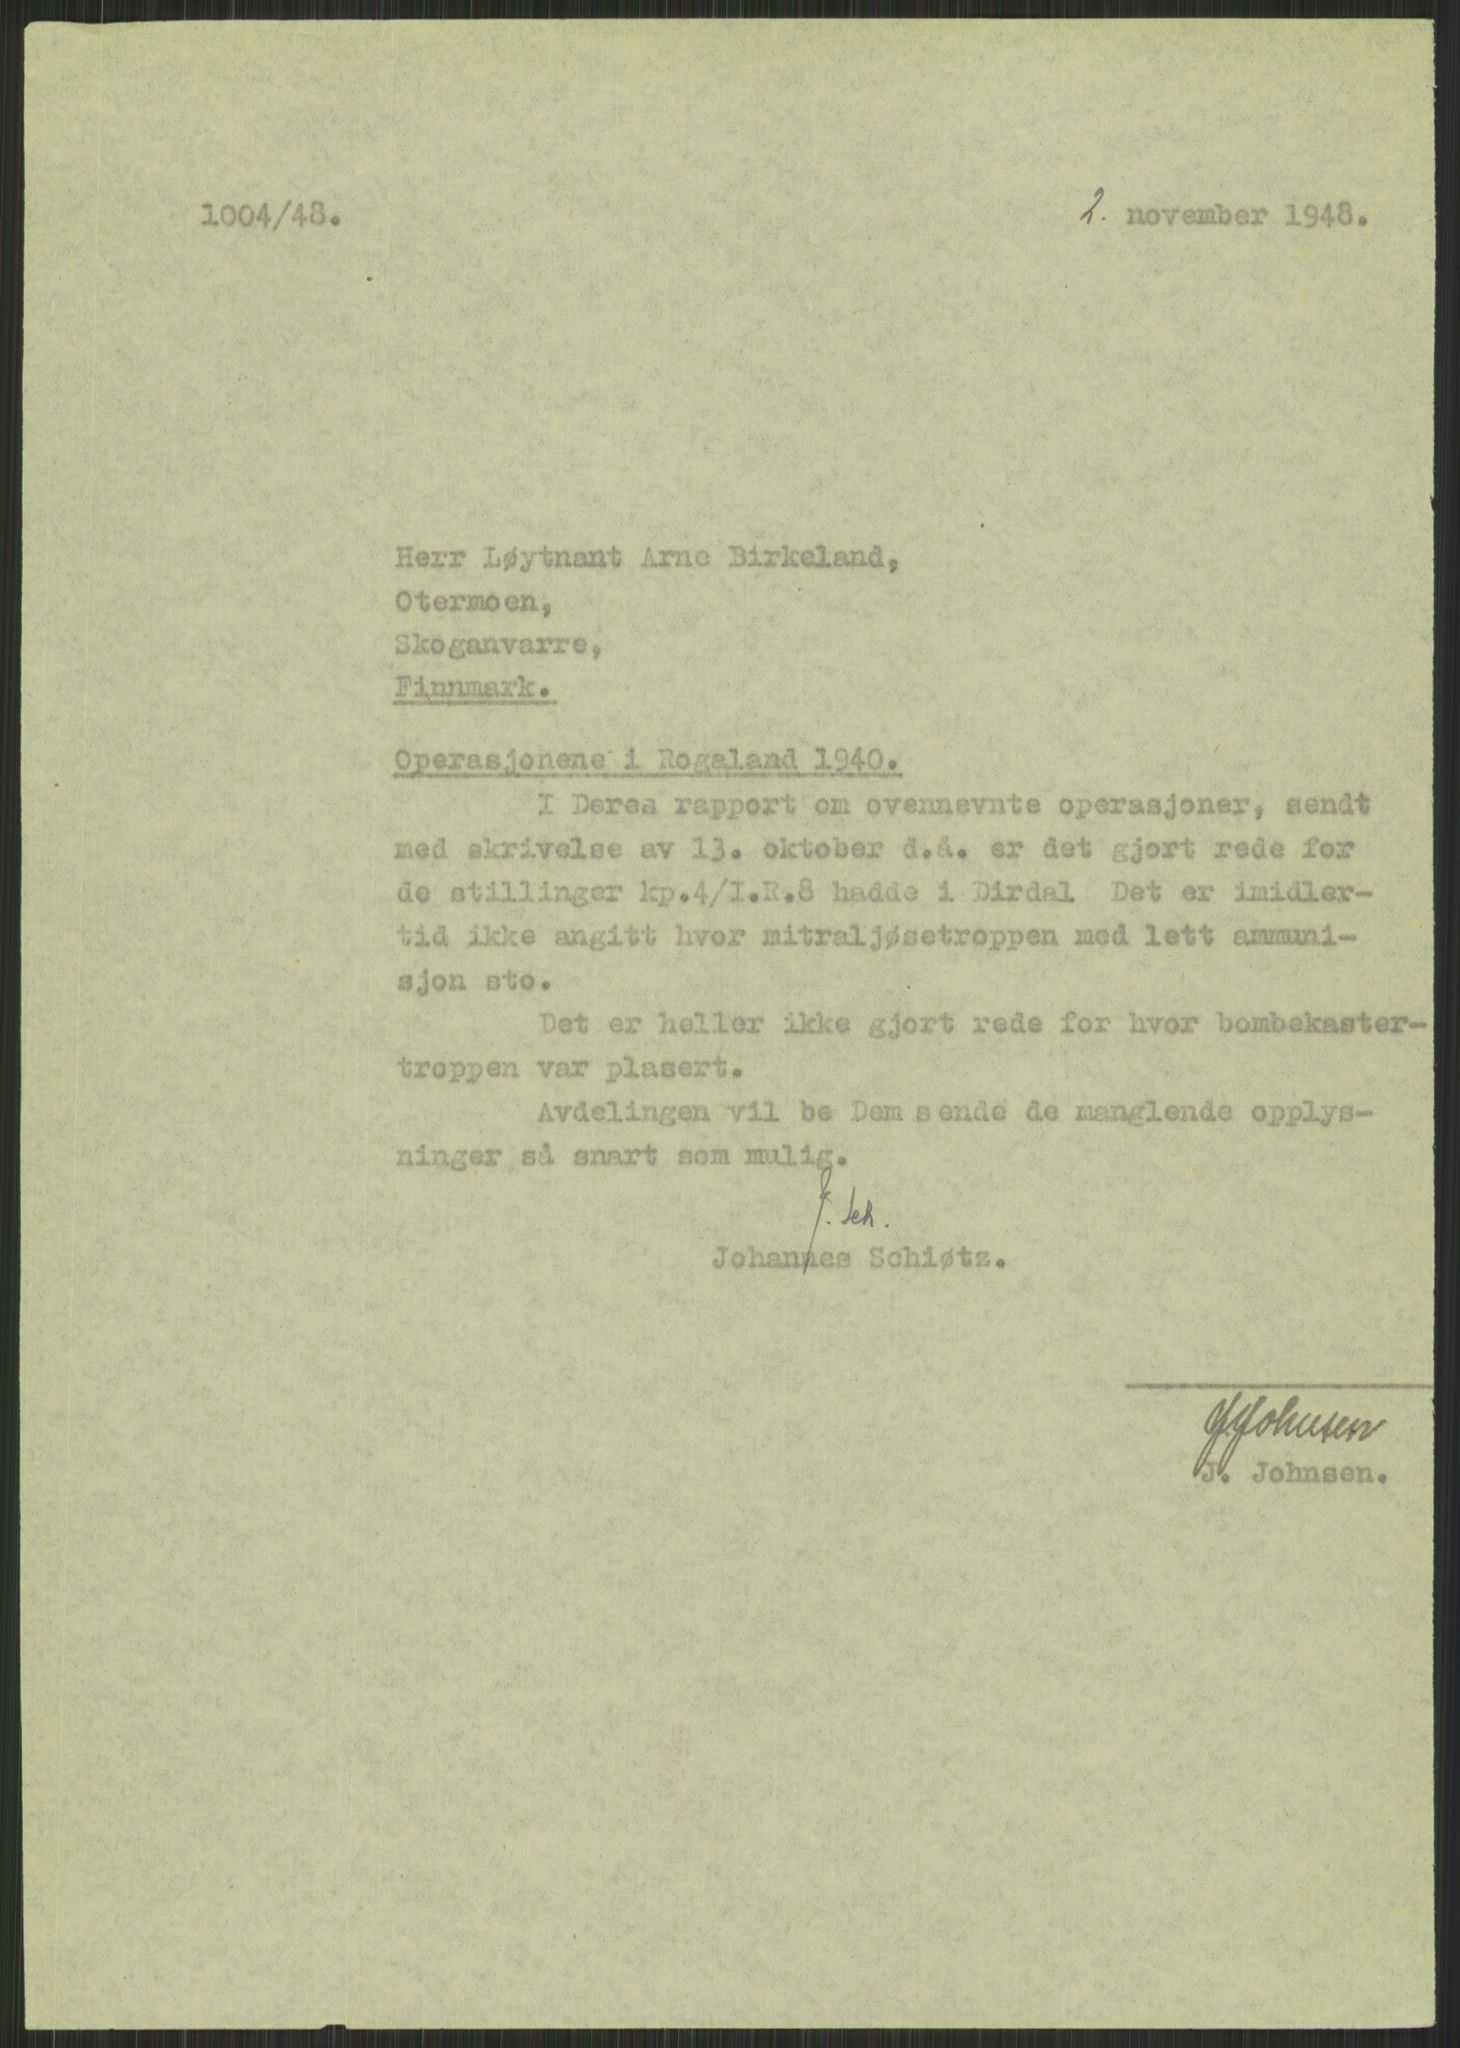 1004/48.
2. november 1948.
Herr Løytnant Arne Birkeland,
Otermoen,
Skoganvarre,
Finnmark.
Operasjonene i Rogaland 1940.
I Deres rapport om ovennevnte operasjoner, sendt
med skrivelse av 13. oktober d.å. er det gjort rede for
de stillinger kp.4/I.R.8 hadde i Dirdal Det er imidler-
tid ikke angitt hvor mitraljøsetroppen med lett ammuni-
sjon sto.
Det er heller ikke gjort rede for hvor bombekaster-
troppen var plasert.
Avdelingen vil be Dem sende de manglende opplys-
ninger så snart som mulig.
J. Sch.
Johannes Schiøtz.
J. Johnsen
J. Johnsen.